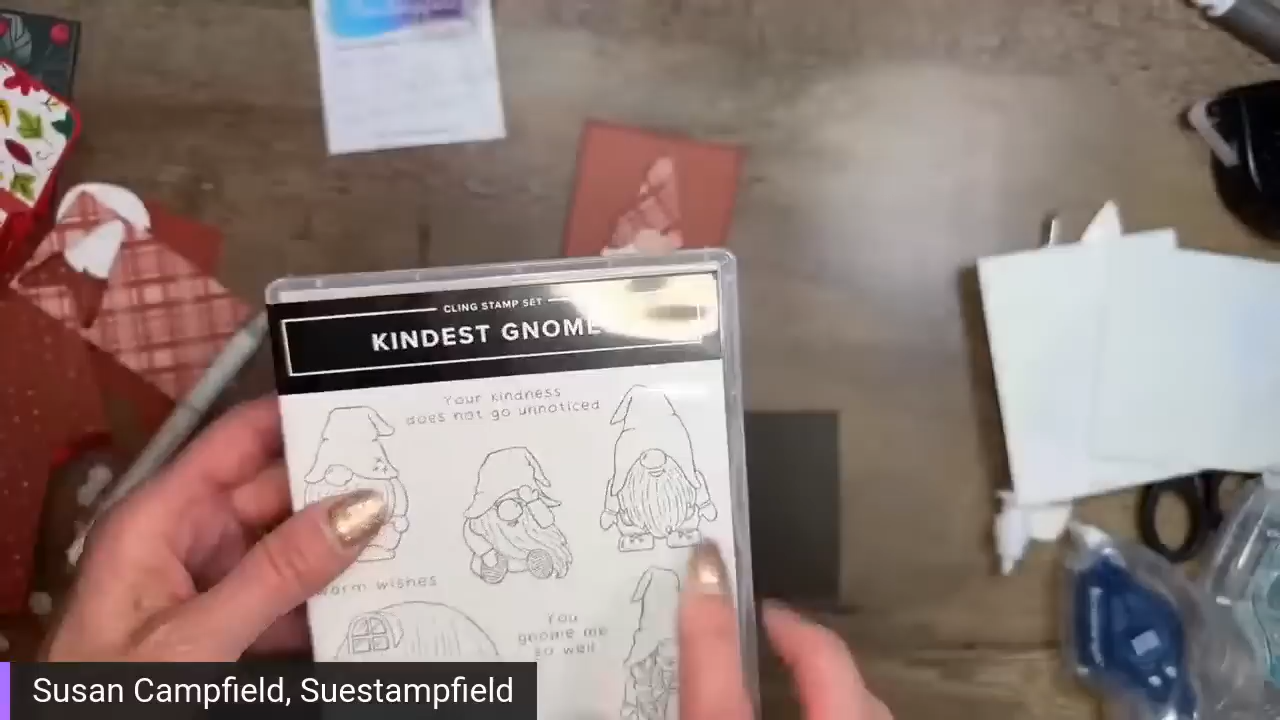 CLING STAMP SET
KINDEST GNOME
Your kindness
does not go unnoticed
warm wishes
You
gnome me
so well
Susan Campfield, Suestampfield